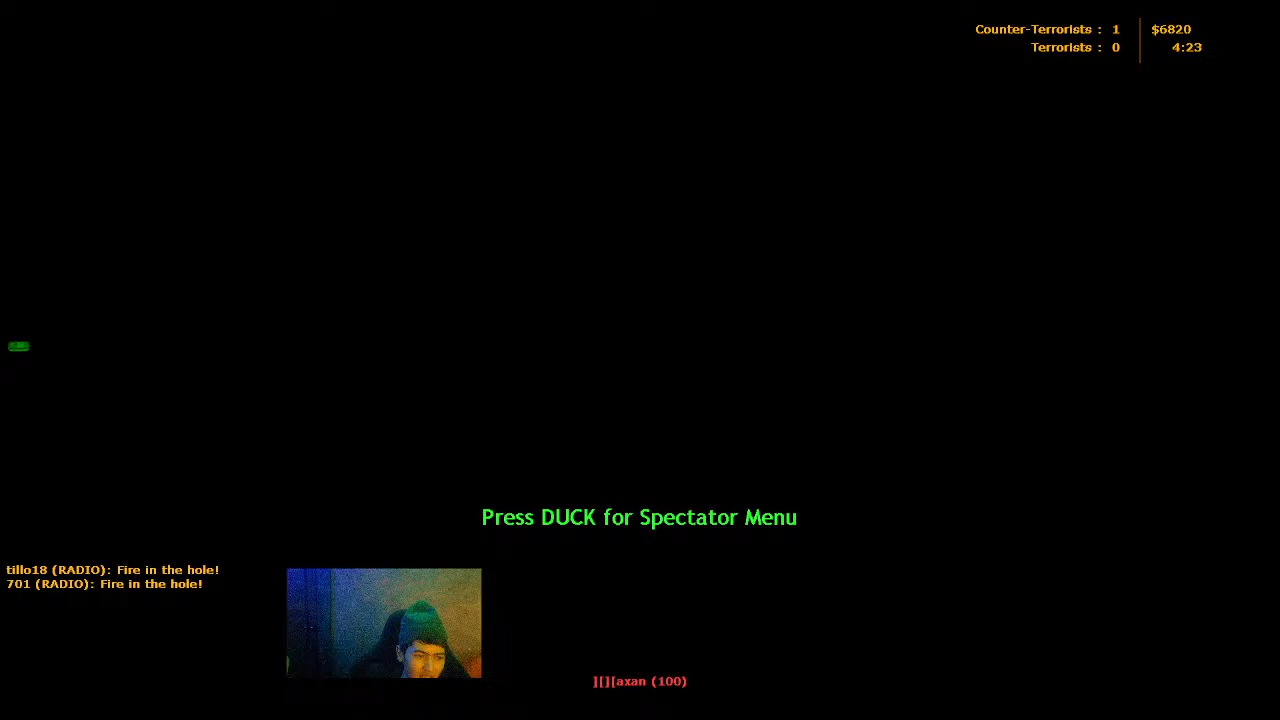 Counter-Terrorists : 1 $6820
Terrorists : 0 4:23
Press DUCK for Spectator Menu
tillo18 (RADIO): Fire in the hole!
701 (RADIO): Fire in the hole!
][][axan (100)